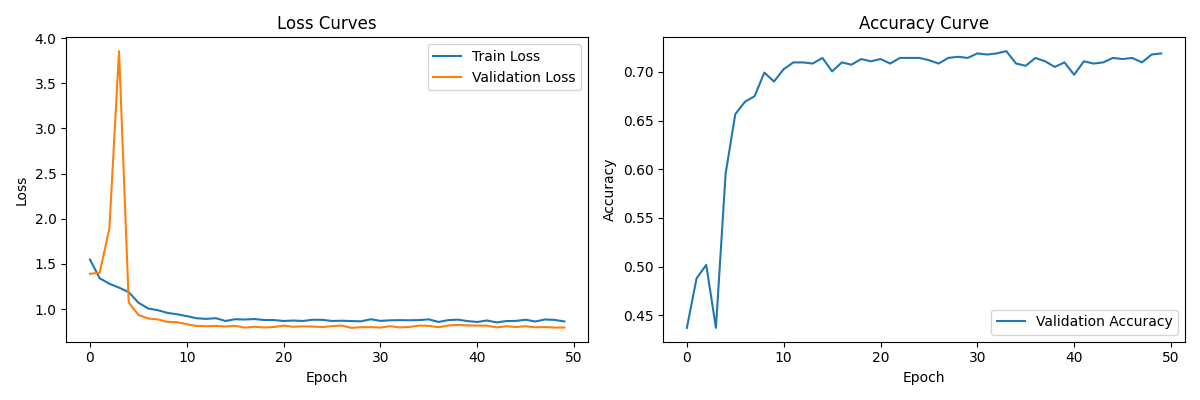 Loss Curves
4.0
3.5
3.0
2.5
2.0
1.5
1.0
Loss
Train Loss
Validation Loss
0 10 20 30 40 50
Epoch
Accuracy Curve
0.70
0.65
0.60
0.55
0.50
0.45
Accuracy
Validation Accuracy
0 10 20 30 40 50
Epoch